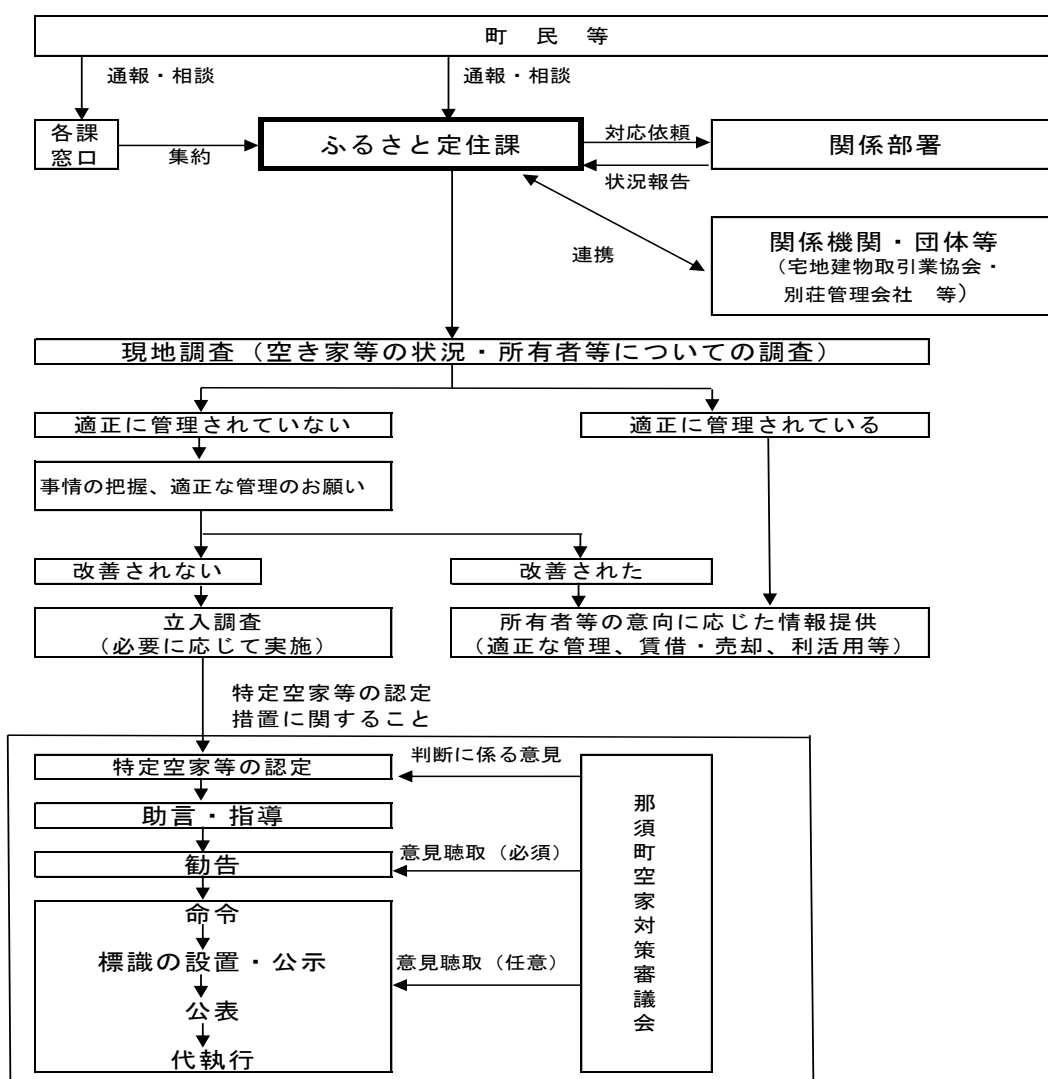 町　民　等
通報・相談
通報・相談
各課
窓口
集約
ふるさと定住課
対応依頼
状況報告
関係部署
連携
関係機関・団体等
（宅地建物取引業協会・
別荘管理会社　等）
現地調査（空き家等の状況・所有者等についての調査）
適正に管理されていない
適正に管理されている
事情の把握、適正な管理のお願い
改善されない
改善された
立入調査
（必要に応じて実施）
所有者等の意向に応じた情報提供
（適正な管理、賃借・売却、利活用等）
特定空家等の認定
措置に関すること
特定空家等の認定
判断に係る意見
助言・指導
勧告
意見聴取（必須）
命令
標識の設置・公示
意見聴取（任意）
公表
代執行
那須町空家対策審議会